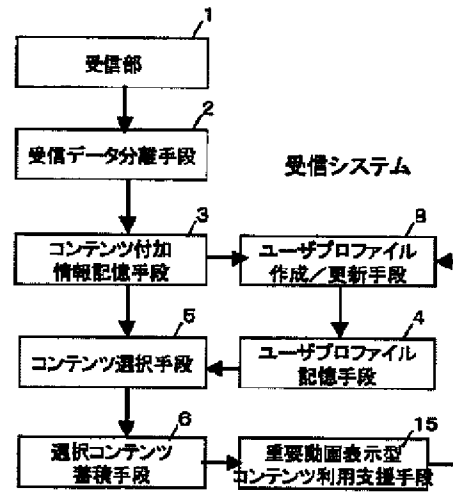 1
受信部
2
受信データ分離手段
受信システム
3
コンテンツ付加
情報記憶手段
8
ユーザプロファイル
作成／更新手段
5
コンテンツ選択手段
4
ユーザプロファイル
記憶手段
6
選択コンテンツ
蓄積手段
15
重要動画表示型
コンテンツ利用支援手段